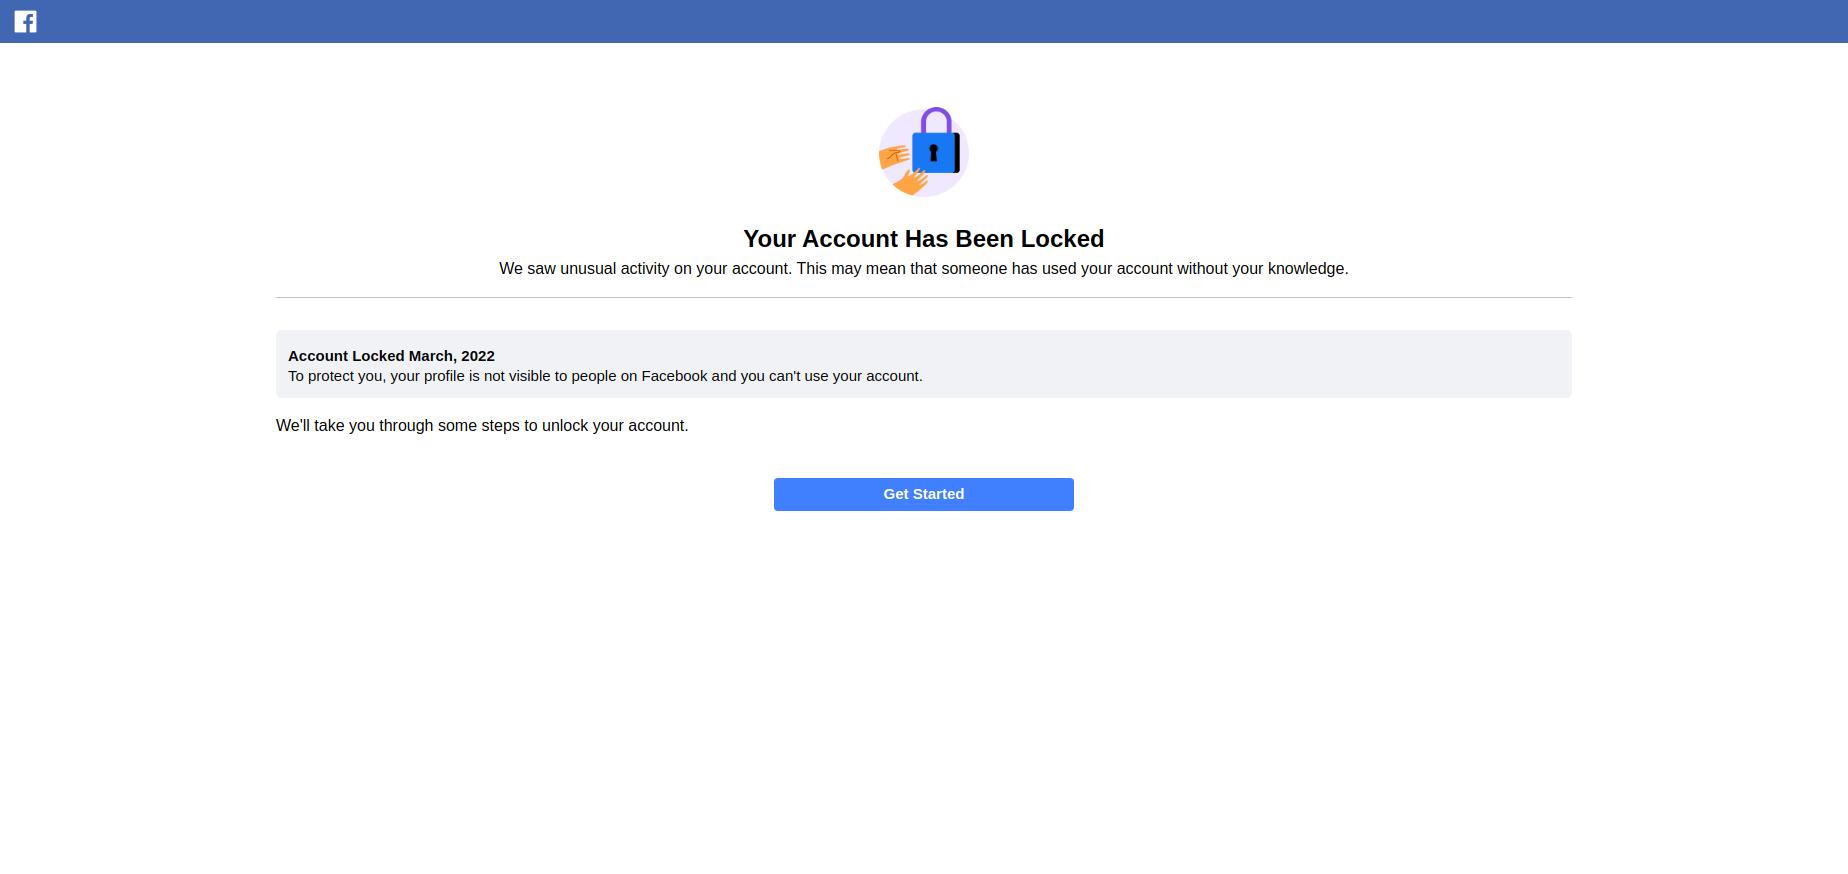 Your Account Has Been Locked
We saw unusual activity on your account. This may mean that someone has used your account without your knowledge.
Account Locked March, 2022
To protect you, your profile is not visible to people on Facebook and you can't use your account.
We'll take you through some steps to unlock your account.
Get Started